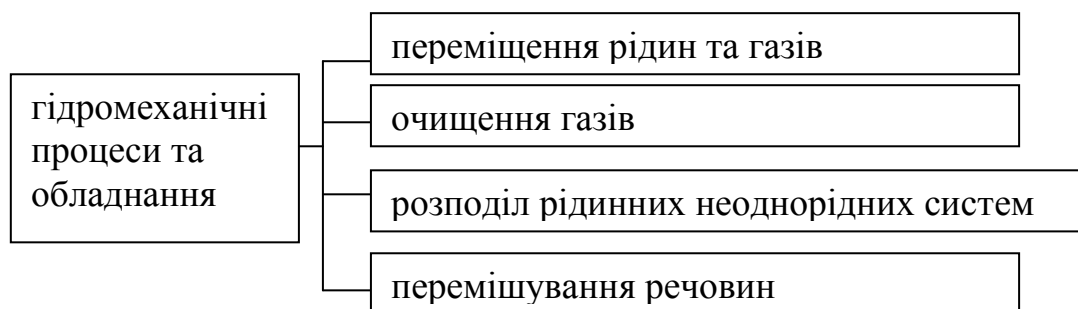 гідромеханічні
процеси та
обладнання
переміщення рідин та газів
очищення газів
розподіл рідинних неоднорідних систем
перемішування речовин